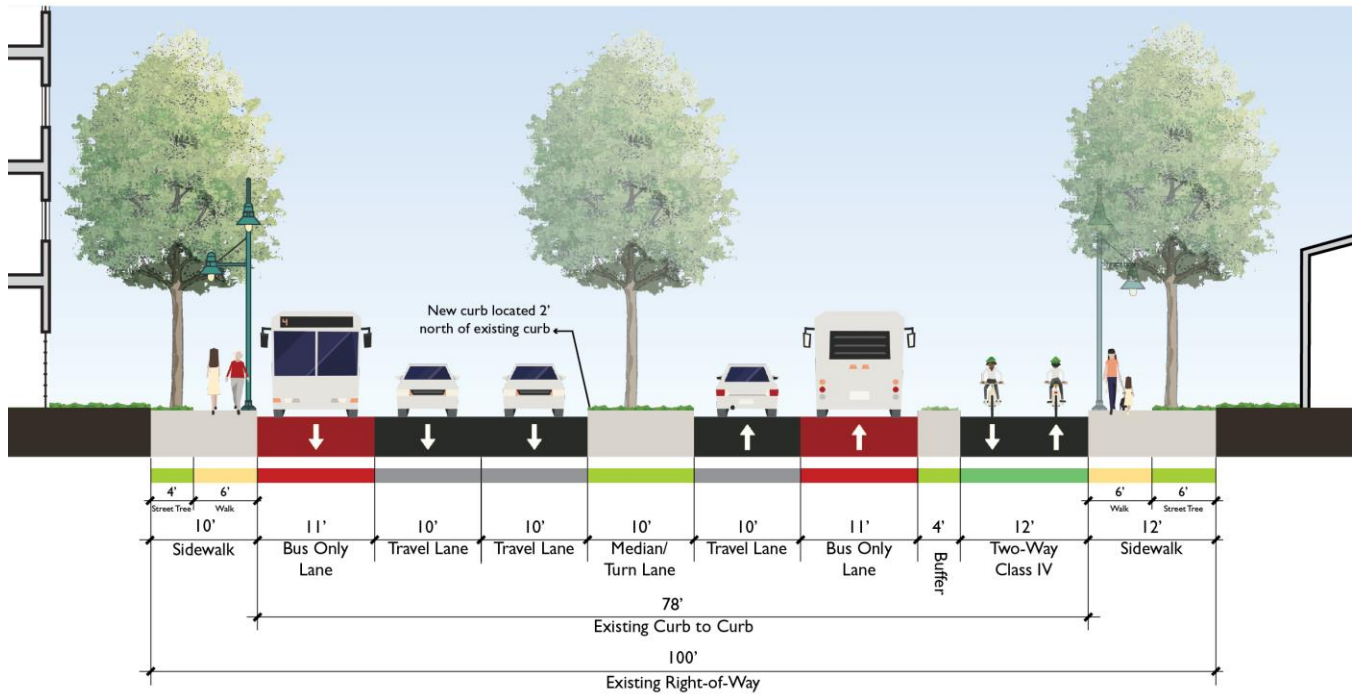 4
New curb located 2'
north of existing curb
4'
Street Tree
6'
Walk
6'
Walk
6'
Street Tree
10'
Sidewalk
11'
Bus Only
Lane
10'
Travel Lane
10'
Travel Lane
10'
Median/
Turn Lane
10'
Travel Lane
11'
Bus Only
Lane
4'
Buffer
12'
Two-Way
Class IV
12'
Sidewalk
78'
Existing Curb to Curb
100'
Existing Right-of-Way